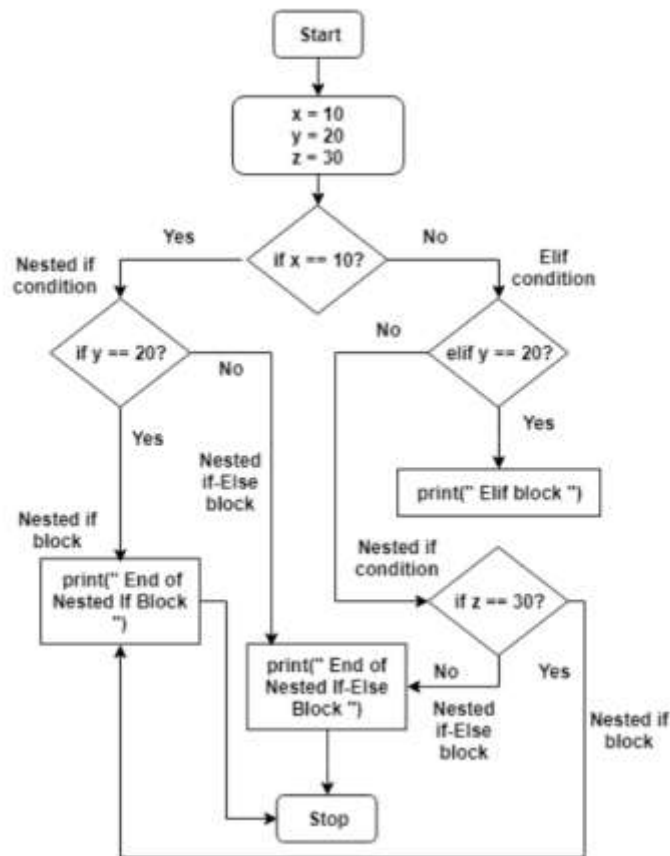 Start
x = 10
y = 20
z = 30
Yes
No
if x == 10?
Nested if
condition
Elif
condition
if y == 20?
No
No
elif y == 20?
Yes
Yes
Nested
if-Else
block
print(" Elif block ")
Nested if
block
Nested if
condition
print(" End of
Nested If Block
")
if z == 30?
print(" End of
Nested If-Else
Block ")
No
Yes
Nested
if-Else
block
Nested if
block
Stop